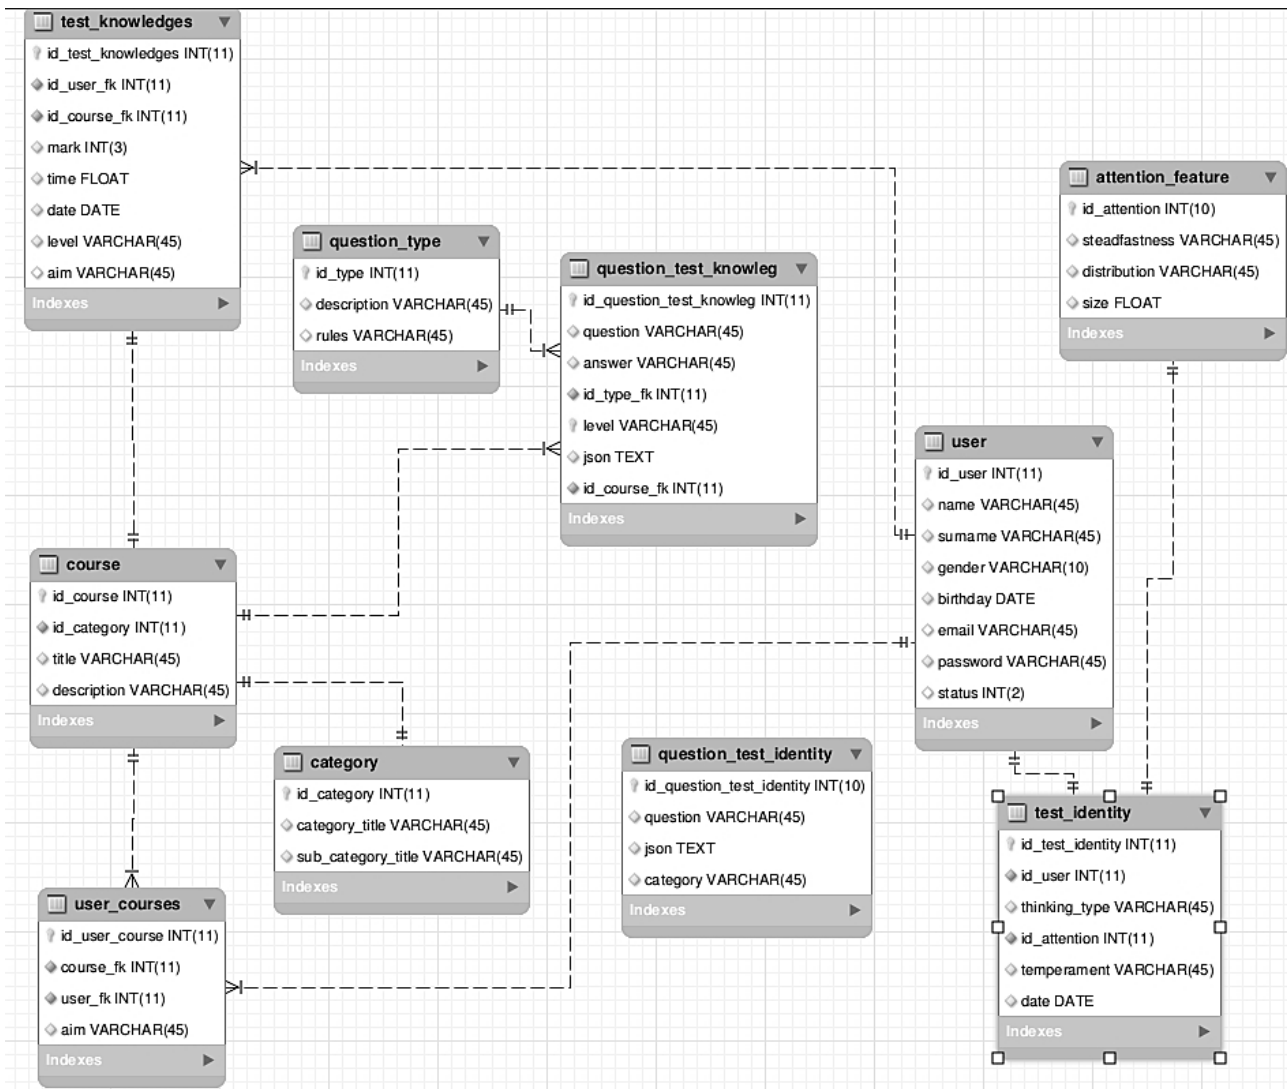 test_knowledges
id_test_knowledges INT(11)
id_user_fk INT(11)
id_course_fk INT(11)
mark INT(3)
time FLOAT
date DATE
level VARCHAR(45)
aim VARCHAR(45)
Indexes
question_type
id_type INT(11)
description VARCHAR(45)
rules VARCHAR(45)
Indexes
question_test_knowleg
id_question_test_knowleg INT(11)
question VARCHAR(45)
answer VARCHAR(45)
id_type_fk INT(11)
level VARCHAR(45)
json TEXT
id_course_fk INT(11)
Indexes
attention_feature
id_attention INT(10)
steadfastness VARCHAR(45)
distribution VARCHAR(45)
size FLOAT
Indexes
user
id_user INT(11)
name VARCHAR(45)
surname VARCHAR(45)
gender VARCHAR(10)
birthday DATE
email VARCHAR(45)
password VARCHAR(45)
status INT(2)
Indexes
course
id_course INT(11)
id_category INT(11)
title VARCHAR(45)
description VARCHAR(45)
Indexes
category
id_category INT(11)
category_title VARCHAR(45)
sub_category_title VARCHAR(45)
Indexes
question_test_identity
id_question_test_identity INT(10)
question VARCHAR(45)
json TEXT
category VARCHAR(45)
Indexes
test_identity
id_test_identity INT(11)
id_user INT(11)
thinking_type VARCHAR(45)
id_attention INT(11)
temperament VARCHAR(45)
date DATE
Indexes
user_courses
id_user_course INT(11)
course_fk INT(11)
user_fk INT(11)
aim VARCHAR(45)
Indexes